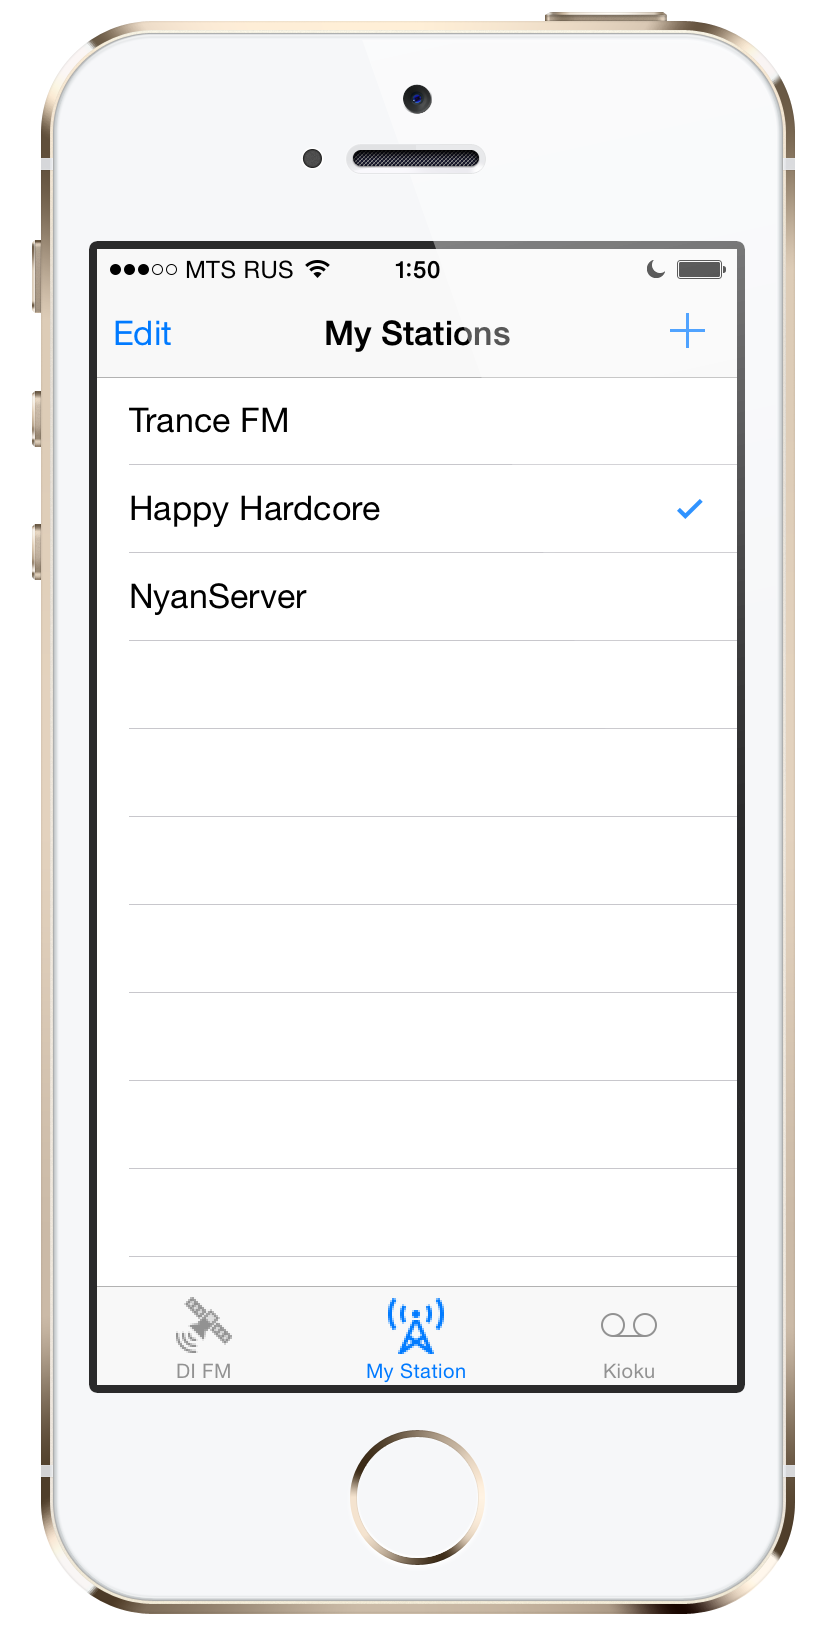 MTS RUS 1:50
Edit My Stations
Trance FM
Happy Hardcore
NyanServer
DI FM My Station Kioku